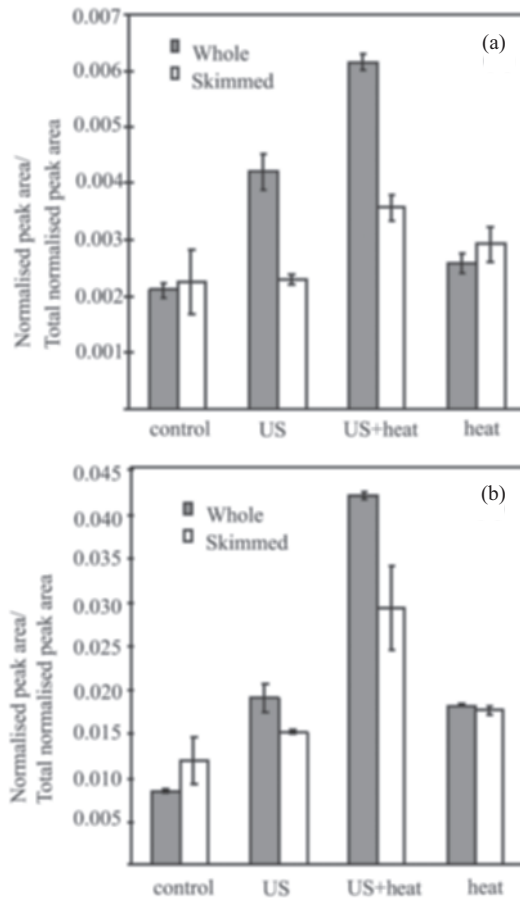 0.007
(a)
Whole
Skimmed
0.006
0.005
0.004
0.003
0.002
0.001
Normalised peak area/
Total normalised peak area
control US US+heat heat
0.045
(b)
Whole
Skimmed
0.040
0.035
0.030
0.025
0.020
0.015
0.010
0.005
Normalised peak area/
Total normalised peak area
control US US+heat heat